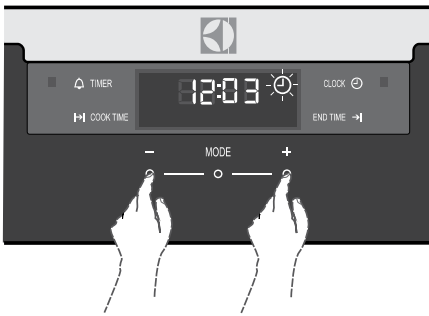 TIMER
12:03
CLOCK
COOK TIME
END TIME
- MODE +